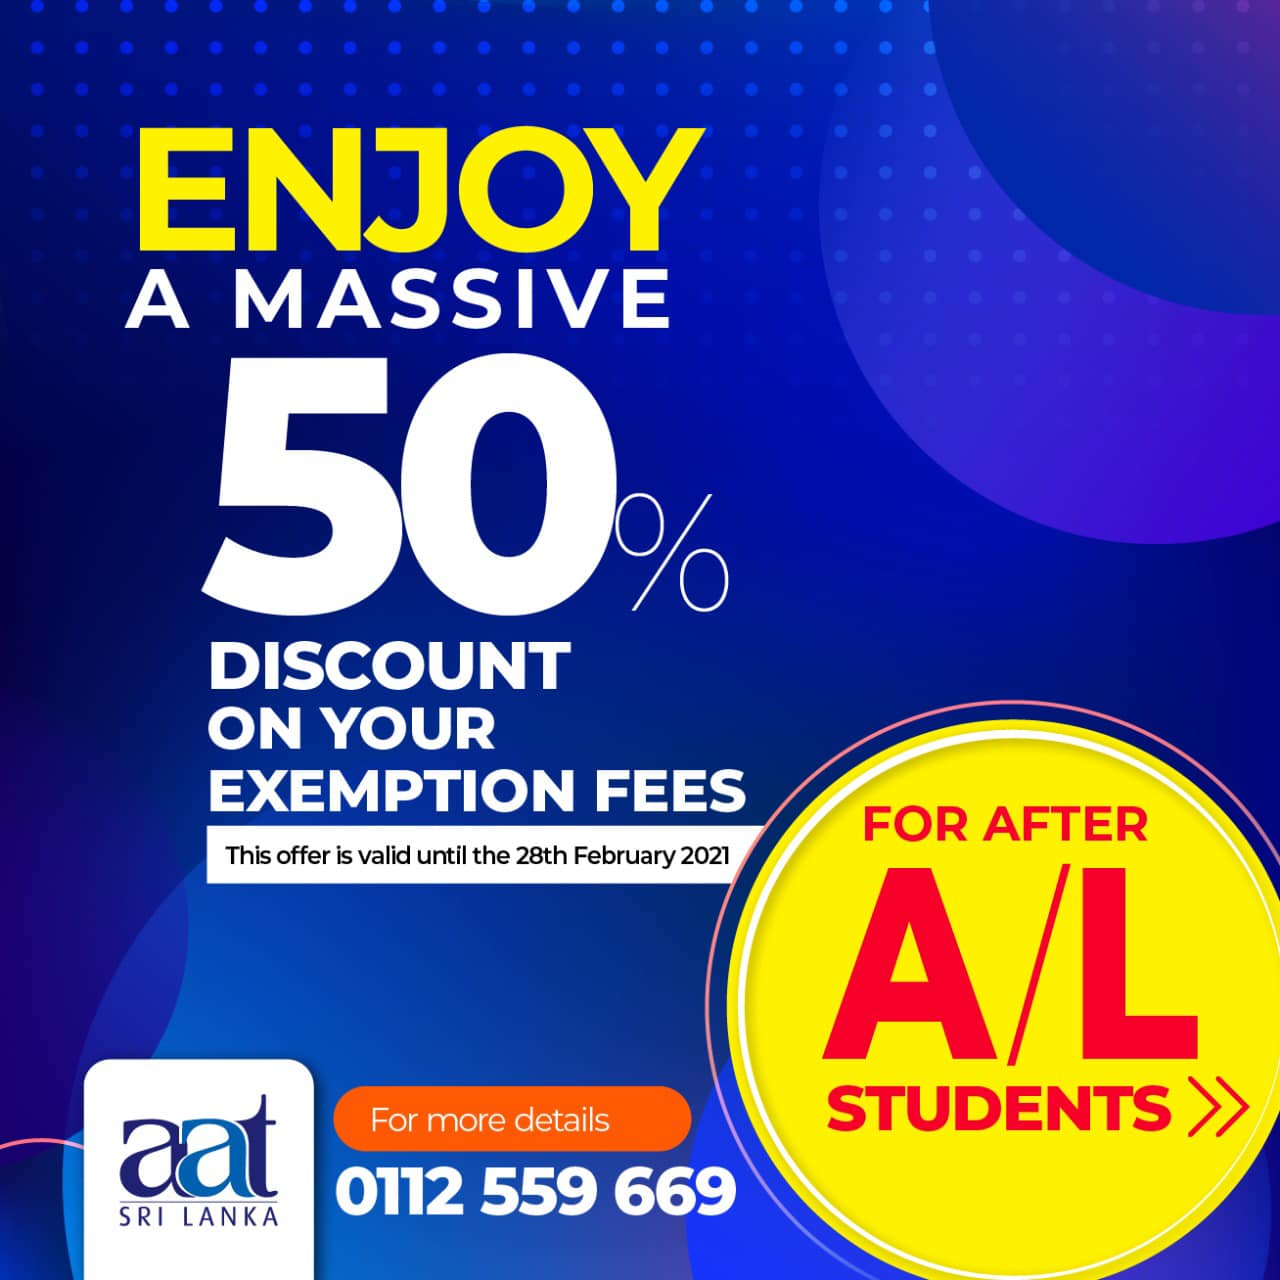 ENJOY
A MASSIVE
50%
DISCOUNT
ON YOUR
EXEMPTION FEES
This offer is valid until the 28th February 2021
FOR AFTER
A/L
STUDENTS
For more details
0112 559 669
aat
SRI LANKA